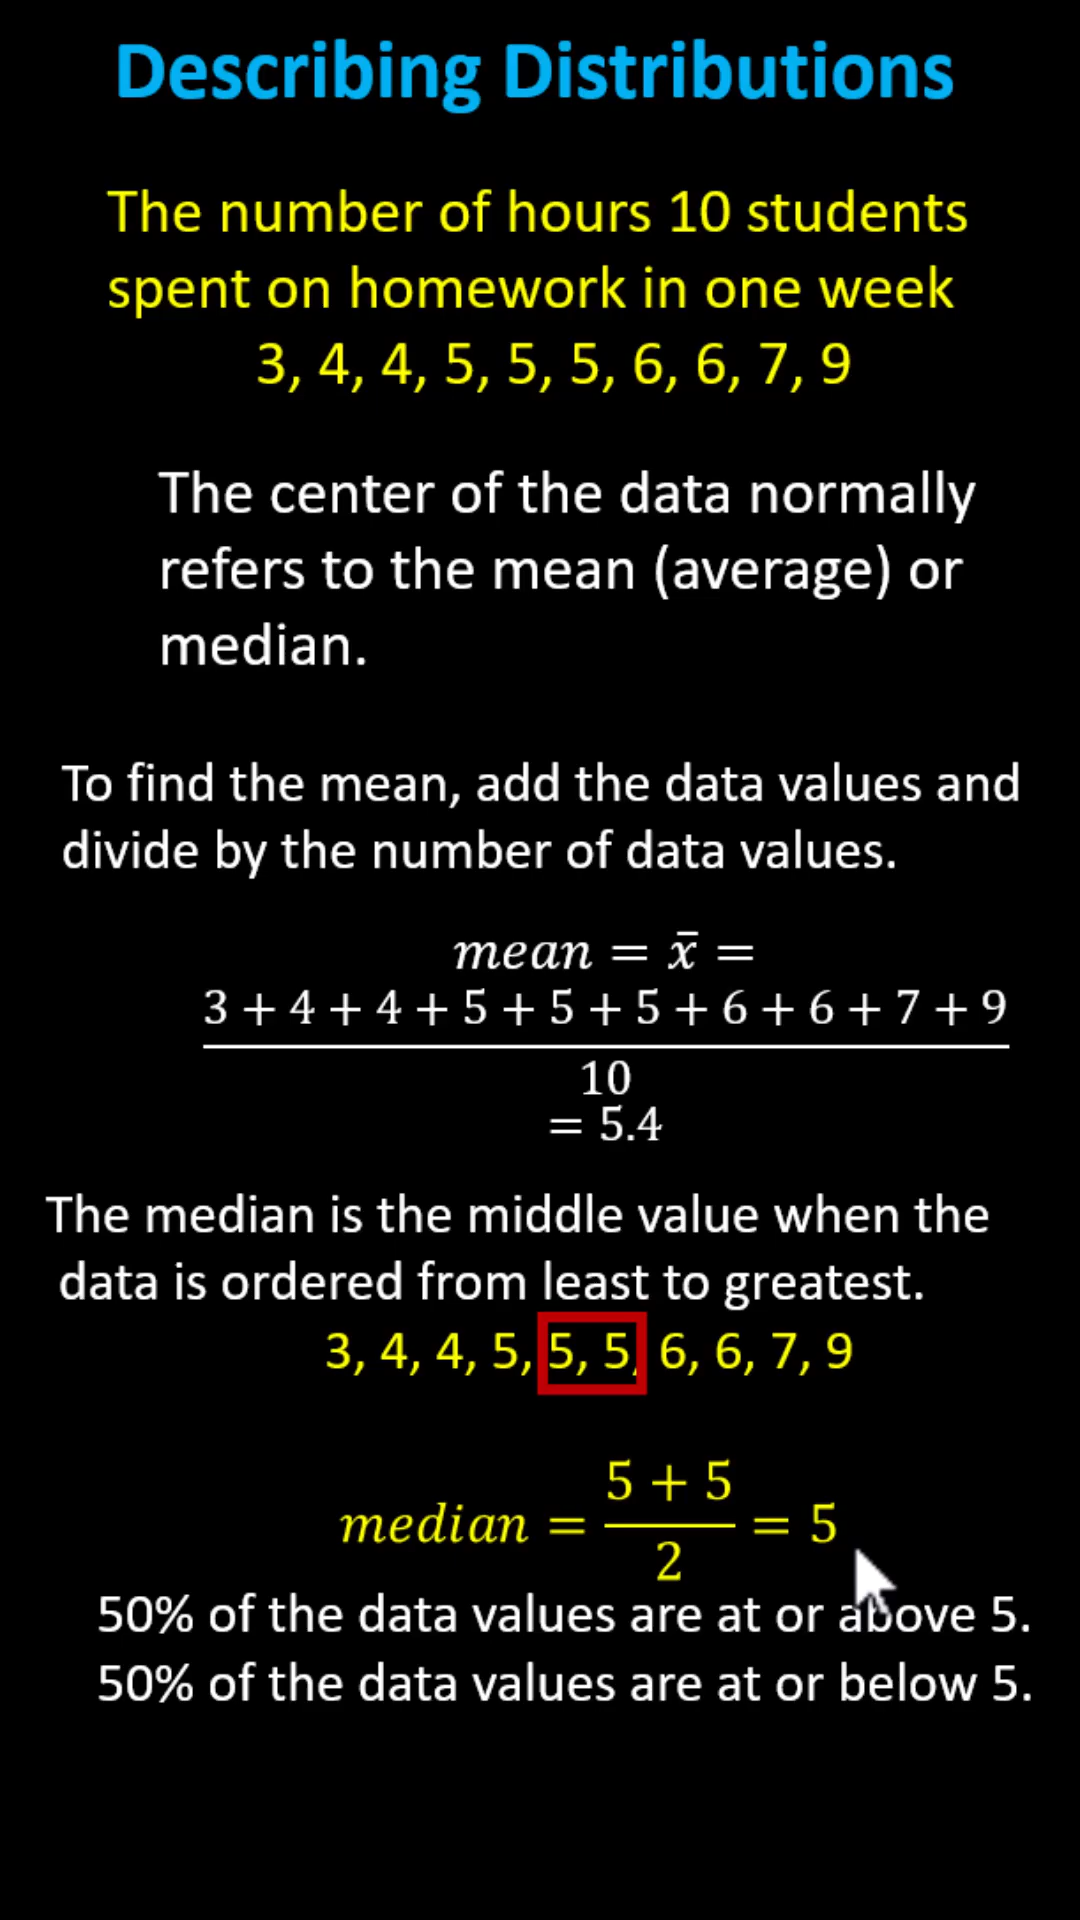 Describing Distributions
The number of hours 10 students
spent on homework in one week
3, 4, 4, 5, 5, 5, 6, 6, 7, 9
The center of the data normally
refers to the mean (average) or
median.
To find the mean, add the data values and
divide by the number of data values.
mean = x̄ =
3 + 4 + 4 + 5 + 5 + 5 + 6 + 6 + 7 + 9
10
= 5.4
The median is the middle value when the
data is ordered from least to greatest.
3, 4, 4, 5, 5, 5, 6, 6, 7, 9
median = (5 + 5)/2 = 5
50% of the data values are at or above 5.
50% of the data values are at or below 5.